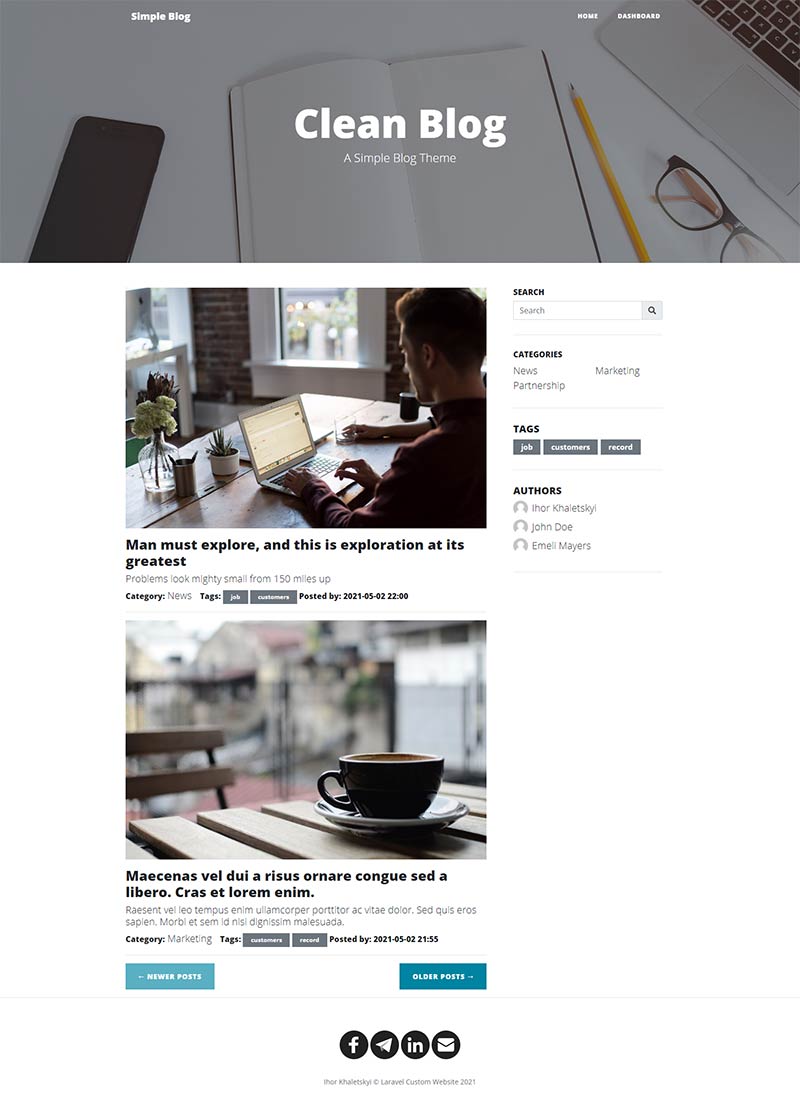 Simple Blog
HOME DASHBOARD
Clean Blog
A Simple Blog Theme
Man must explore, and this is exploration at its
greatest
Problems look mighty small from 150 miles up
Category: News Tags: job customers Posted by: 2021-05-02 22:00
Maecenas vel dui a risus ornare congue sed a
libero. Cras et lorem enim.
Raesent vel leo tempus enim ullamcorper porttitor ac vitae dolor. Sed quis eros
sapien. Morbi et sem id nisl dignissim malesuada.
Category: Marketing Tags: customers record Posted by: 2021-05-02 21:55
← NEWER POSTS OLDER POSTS →
SEARCH
Search
CATEGORIES
News Marketing
Partnership
TAGS
job customers record
AUTHORS
Ihor Khaletskyi
John Doe
Emeli Mayers
Ihor Khaletskyi © Laravel Custom Website 2021